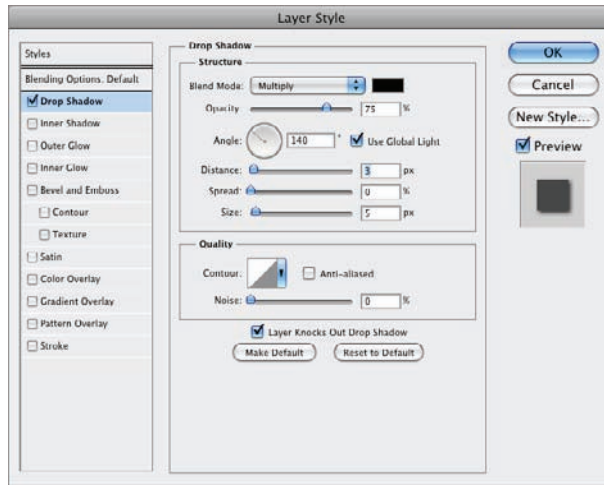 Layer Style
Styles
Blending Options: Default
Drop Shadow
Inner Shadow
Outer Glow
Inner Glow
Bevel and Emboss
Contour
Texture
Satin
Color Overlay
Gradient Overlay
Pattern Overlay
Stroke
Drop Shadow
Structure
Blend Mode: Multiply
Opacity: 75 %
Angle: 140 ° Use Global Light
Distance: 3 px
Spread: 0 %
Size: 5 px
Quality
Contour: Anti-aliased
Noise: 0 %
Layer Knocks Out Drop Shadow
Make Default Reset to Default
OK
Cancel
New Style...
Preview